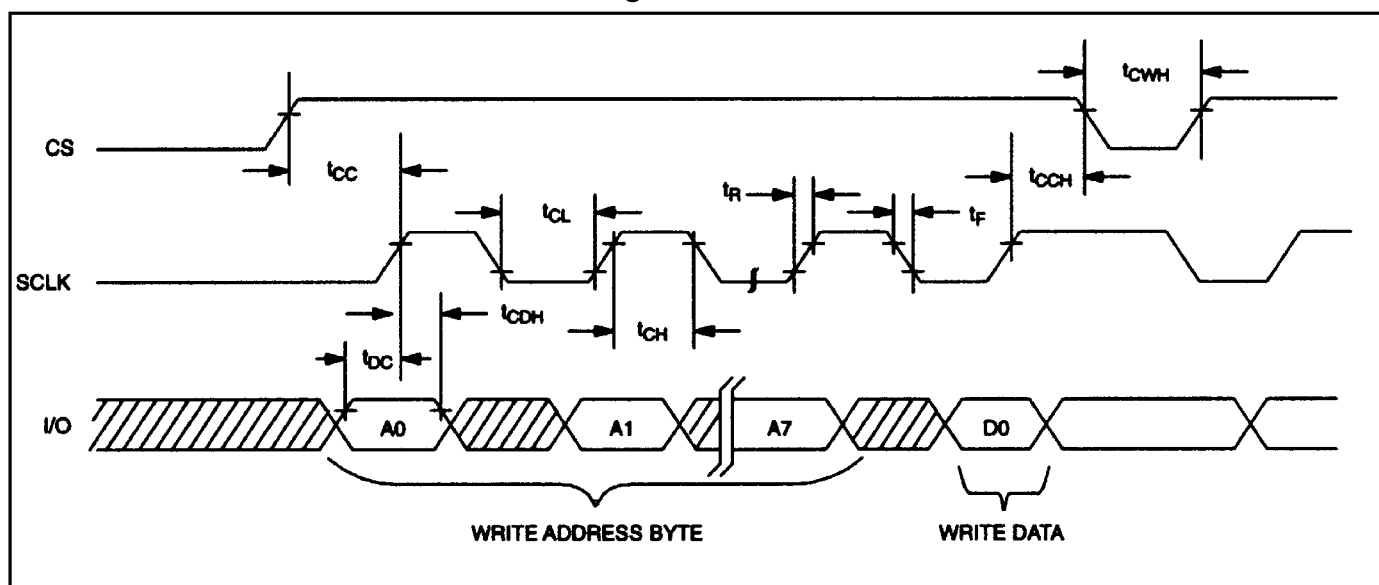 tCWH
CS
tCC
tCCH
tR
tCL
tF
SCLK
tCDH
tCH
tDC
I/O
A0
A1
A7
D0
WRITE ADDRESS BYTE
WRITE DATA